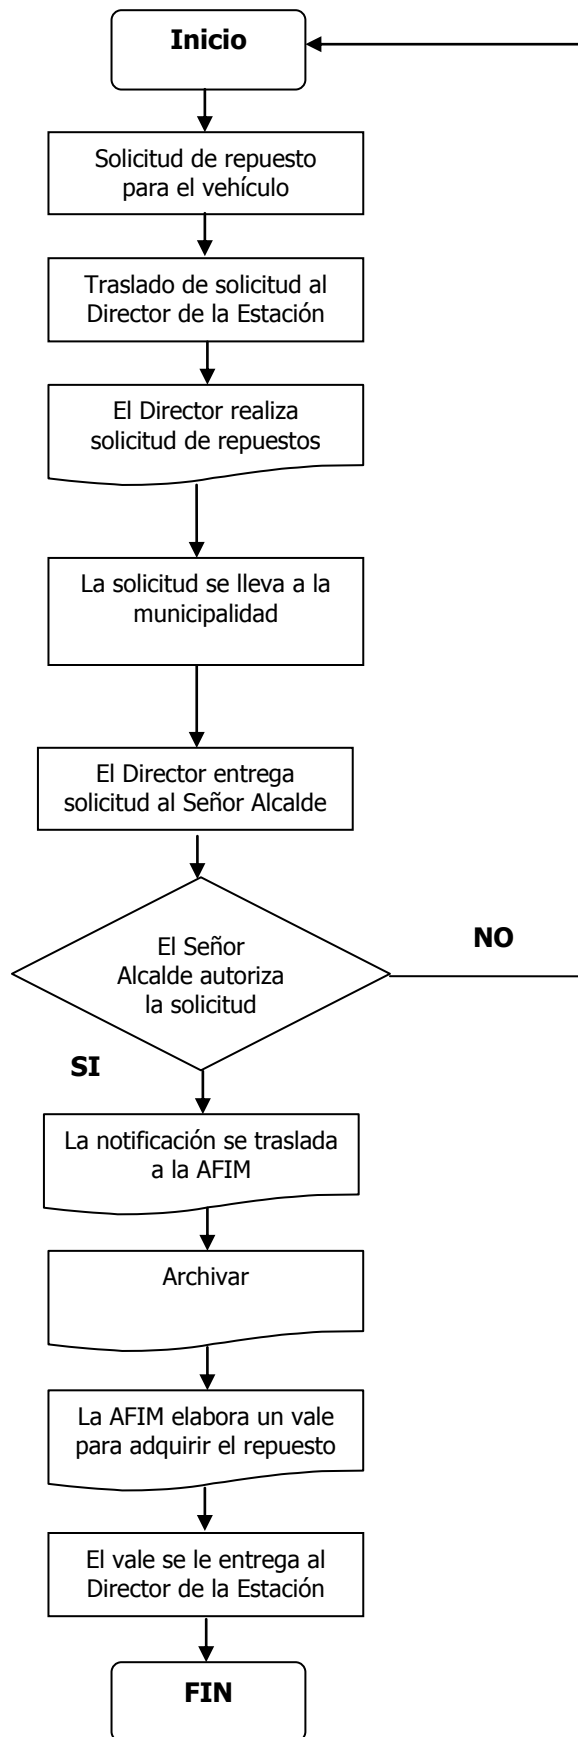 Inicio
Solicitud de repuesto
para el vehículo
Traslado de solicitud al
Director de la Estación
El Director realiza
solicitud de repuestos
La solicitud se lleva a la
municipalidad
El Director entrega
solicitud al Señor Alcalde
El Señor
Alcalde autoriza
la solicitud
NO
SI
La notificación se traslada
a la AFIM
Archivar
La AFIM elabora un vale
para adquirir el repuesto
El vale se le entrega al
Director de la Estación
FIN